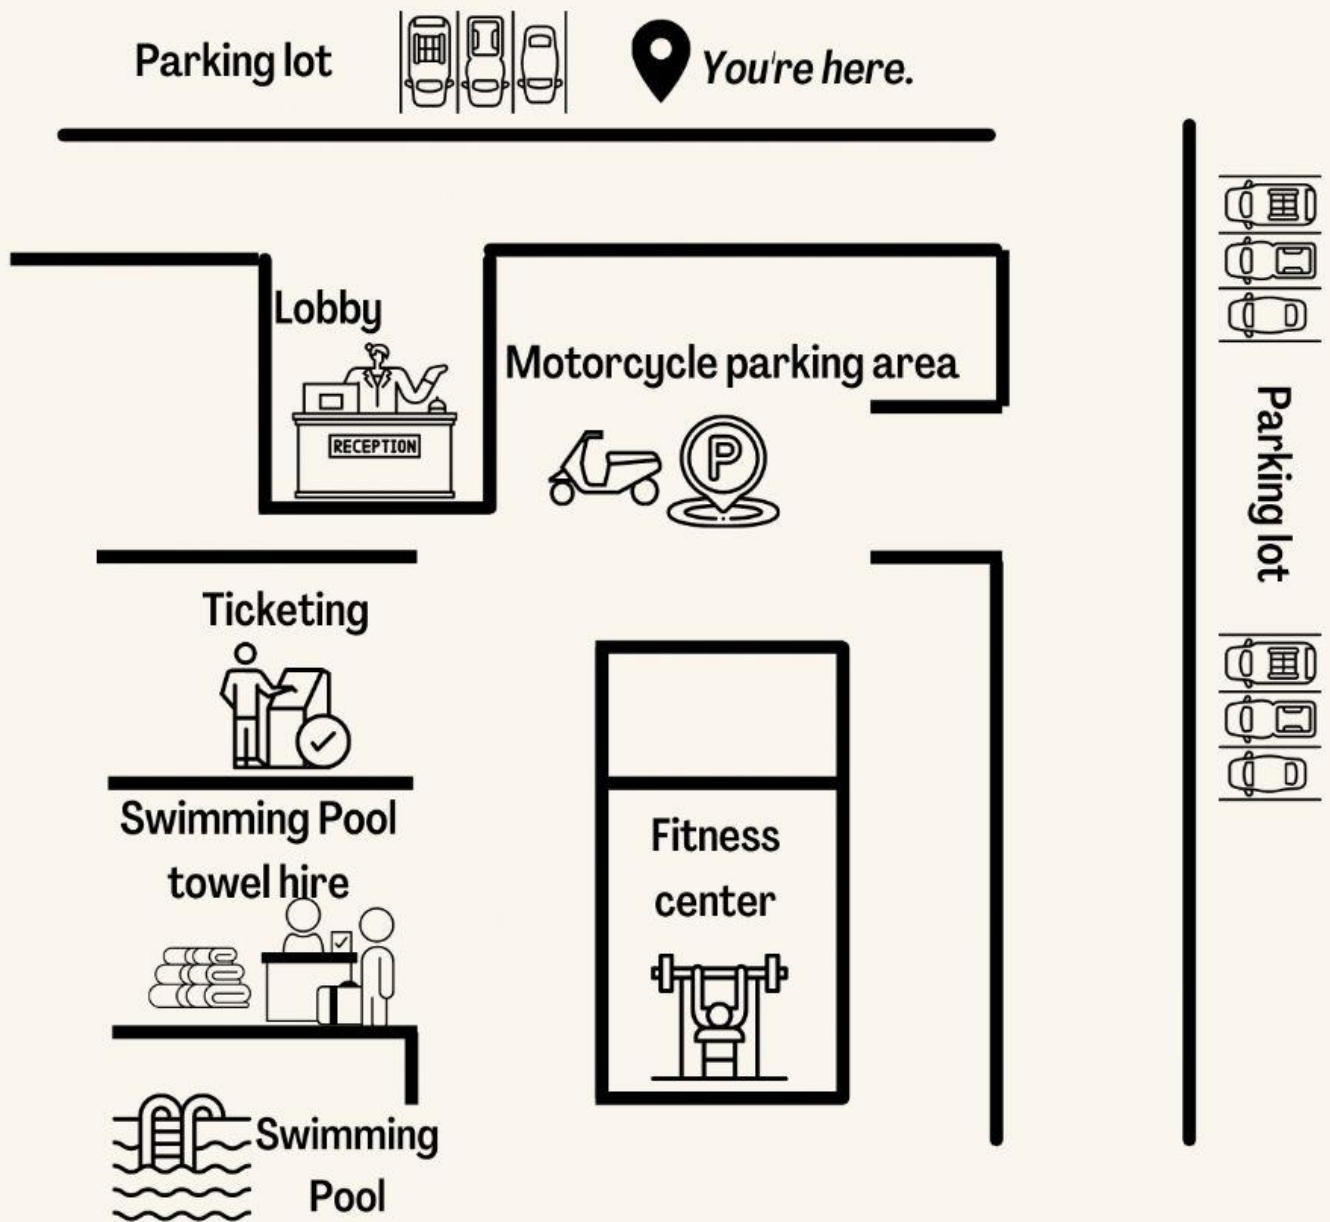 Parking lot
You're here.
Lobby
RECEPTION
Motorcycle parking area
P
Parking lot
Ticketing
Swimming Pool
towel hire
Fitness
center
Swimming
Pool